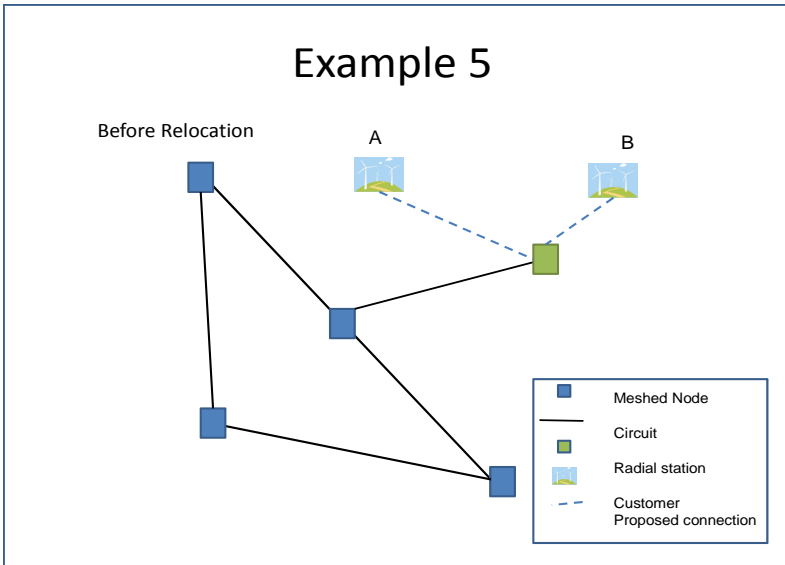 Example 5
Before Relocation
A
B
Meshed Node
Circuit
Radial station
Customer
Proposed connection